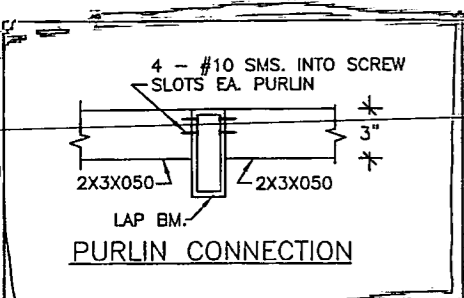 4 - #10 SMS. INTO SCREW
SLOTS EA. PURLIN
3"
2X3X050
2X3X050
LAP BM.
PURLIN CONNECTION